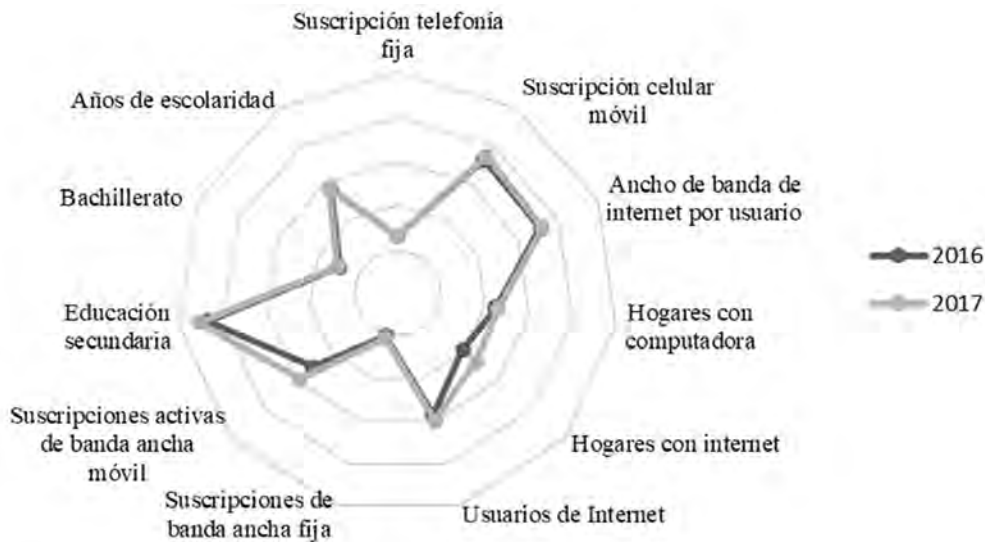 Suscripción telefonía
fija
Suscripción celular
móvil
Ancho de banda de
internet por usuario
Hogares con
computadora
Hogares con internet
Usuarios de Internet
Suscripciones de
banda ancha fija
Suscripciones activas
de banda ancha
móvil
Educación
secundaria
Bachillerato
Años de escolaridad
2016
2017